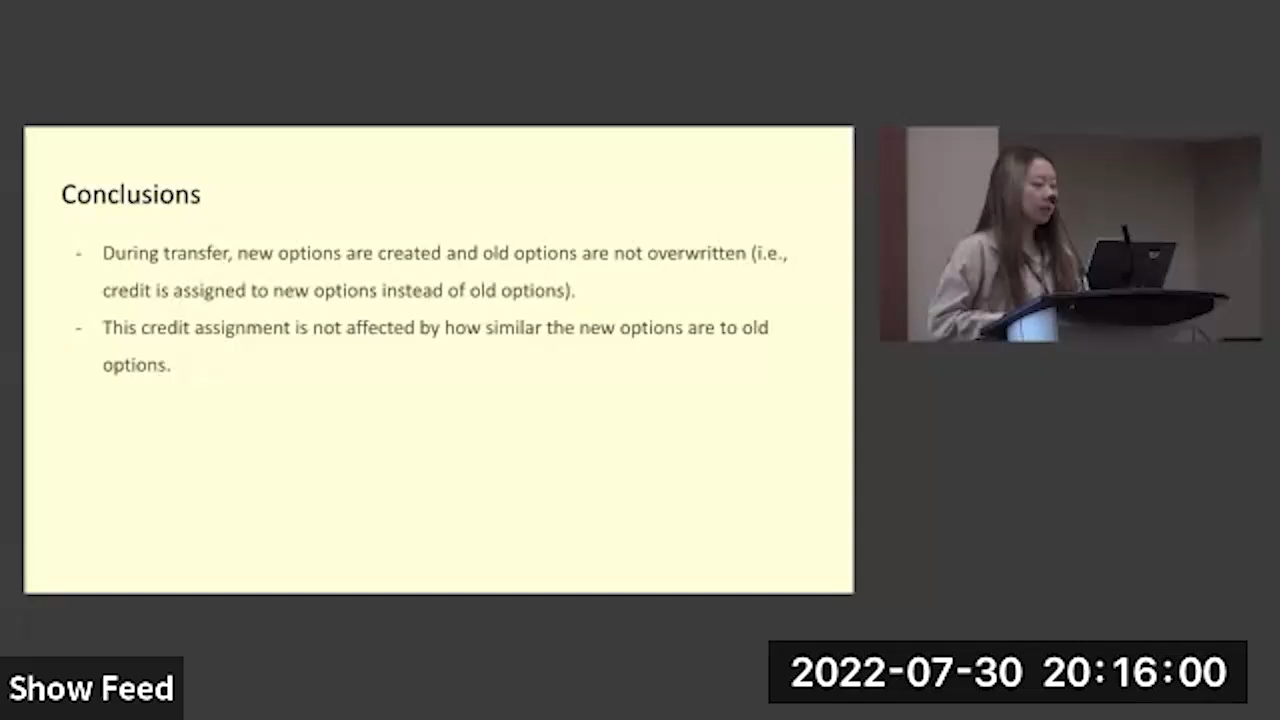 Conclusions
- During transfer, new options are created and old options are not overwritten (i.e.,
credit is assigned to new options instead of old options).
- This credit assignment is not affected by how similar the new options are to old
options.
Show Feed
2022-07-30 20:16:00